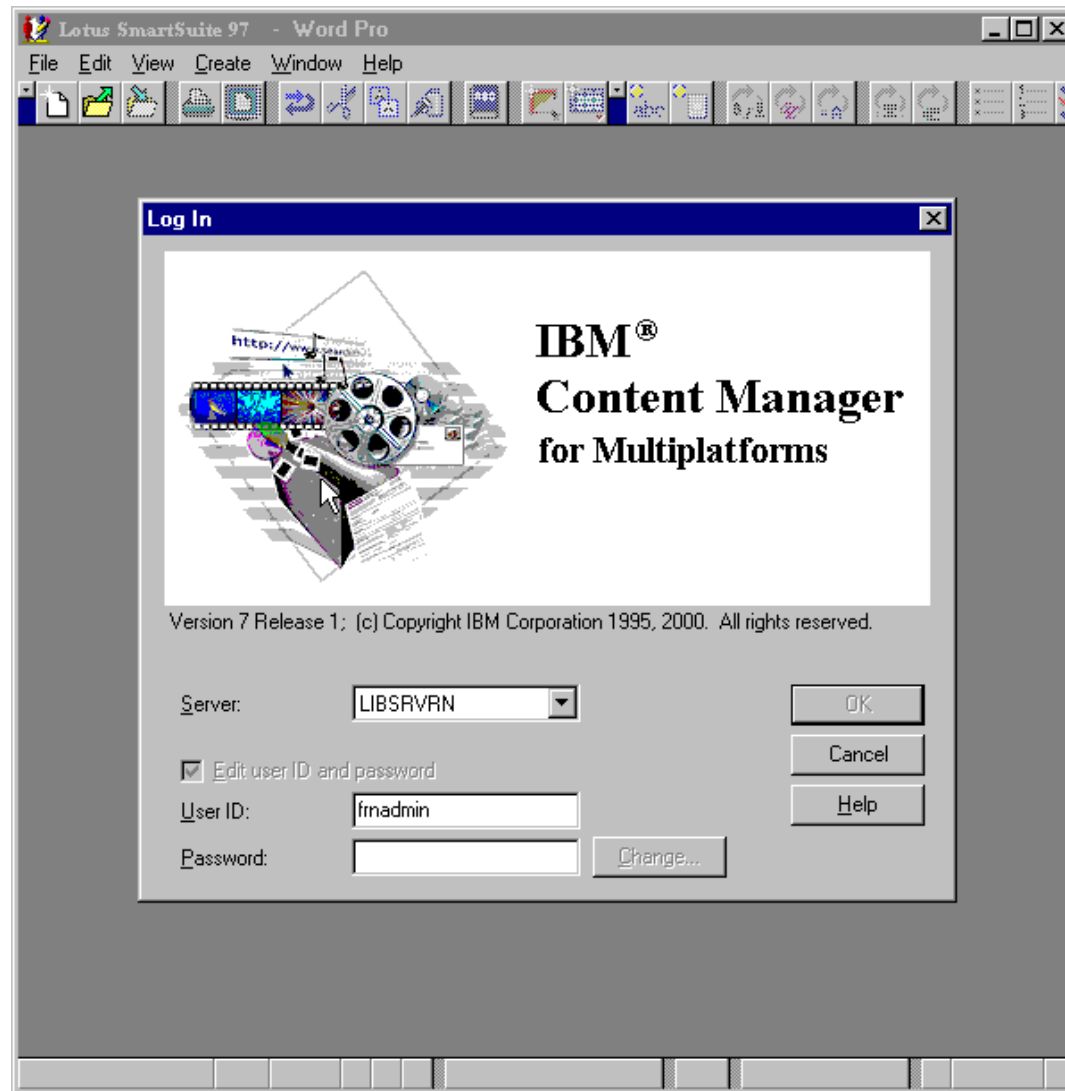 Lotus SmartSuite 97 - Word Pro
File Edit View Create Window Help
abc
Log In
http://www.
IBM®
Content Manager
for Multiplatforms
Version 7 Release 1; (c) Copyright IBM Corporation 1995, 2000. All rights reserved.
Server: LIBSRVRN OK
Cancel
Edit user ID and password
User ID: frnadmin Help
Password: Change...